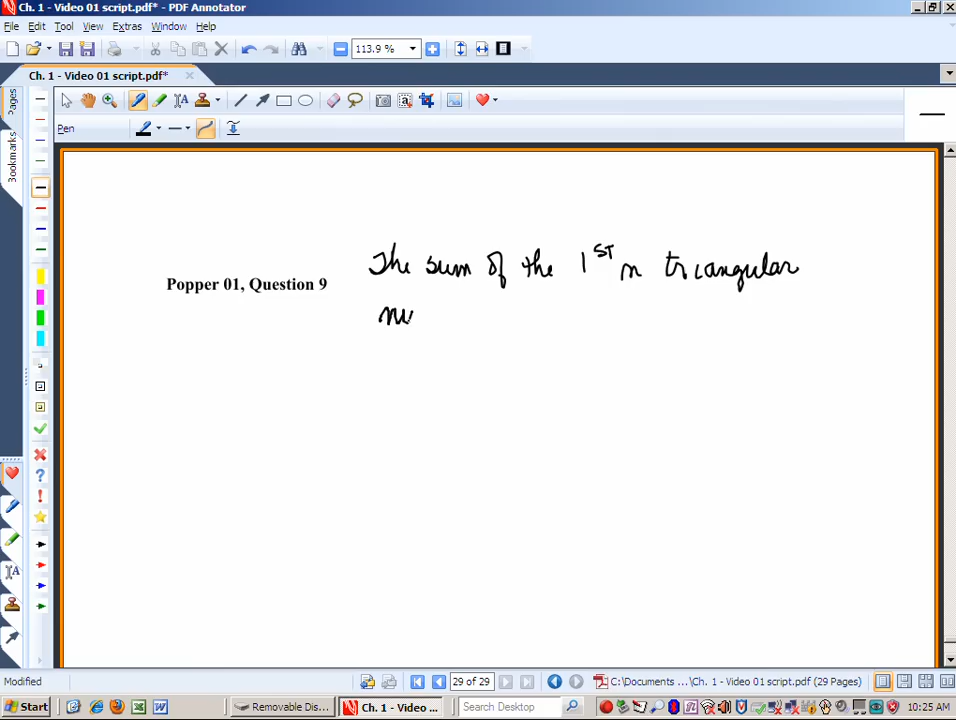 Ch. 1 - Video 01 script.pdf* - PDF Annotator
File Edit Tool View Extras Window Help
113.9 %
Ch. 1 - Video 01 script.pdf*
Pen
Pages
Bookmarks
The sum of the 1ST n triangular
Popper 01, Question 9
nu
Modified
29 of 29
C:\Documents ...\Ch. 1 - Video 01 script.pdf (29 Pages)
Start
Removable Dis...
Ch. 1 - Video ...
Search Desktop
10:25 AM